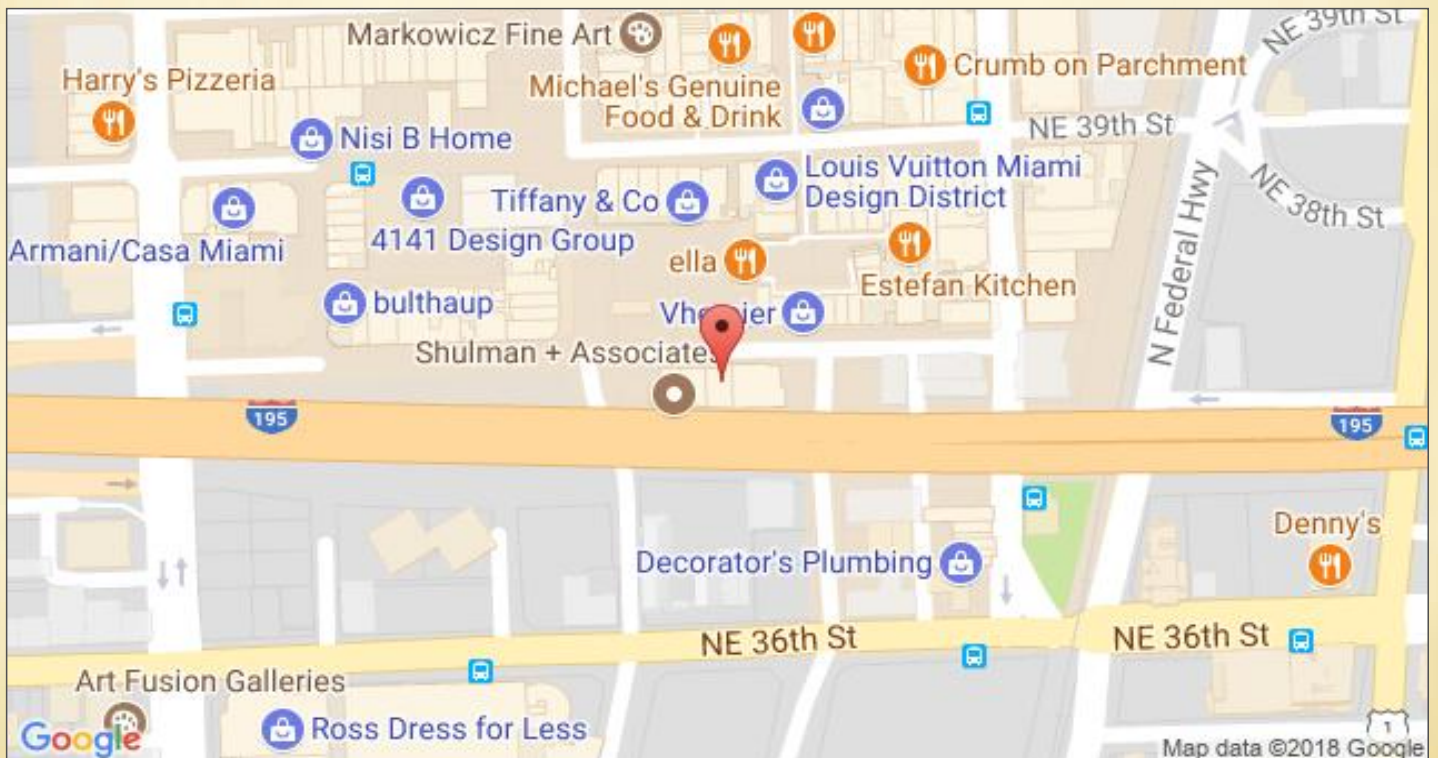 NE 39th St
Markowicz Fine Art
Harry's Pizzeria
Michael's Genuine
Food & Drink
Crumb on Parchment
NE 39th St
Nisi B Home
Louis Vuitton Miami
Design District
Tiffany & Co
NE 38th St
Armani/Casa Miami
4141 Design Group
ella
Estefan Kitchen
N Federal Hwy
bulthaup
Shulman + Associates
195
195
Denny's
Decorator's Plumbing
NE 36th St
NE 36th St
Art Fusion Galleries
Ross Dress for Less
1
Google
Map data ©2018 Google